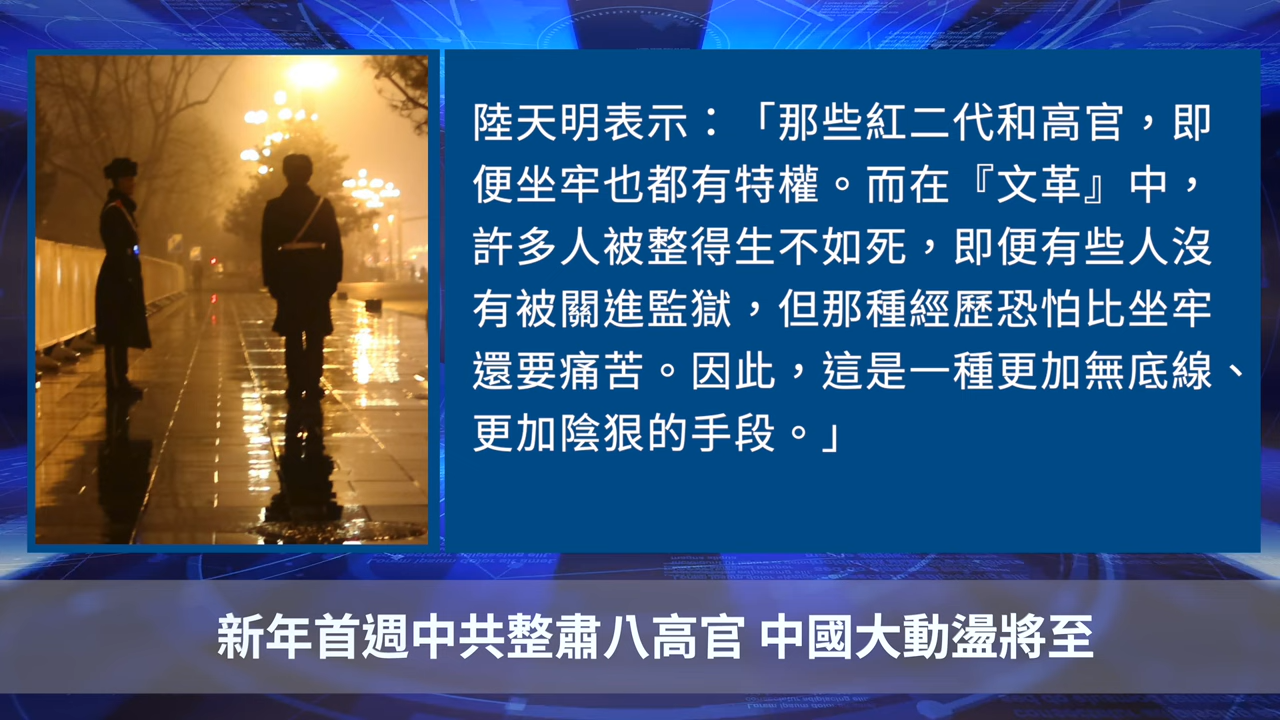 陸天明表示：「那些紅二代和高官，即
便坐牢也都有特權。而在『文革』中，
許多人被整得生不如死，即便有些人沒
有被關進監獄，但那種經歷恐怕比坐牢
還要痛苦。因此，這是一種更加無底線、
更加陰狠的手段。」
新年首週中共整肅八高官 中國大動盪將至